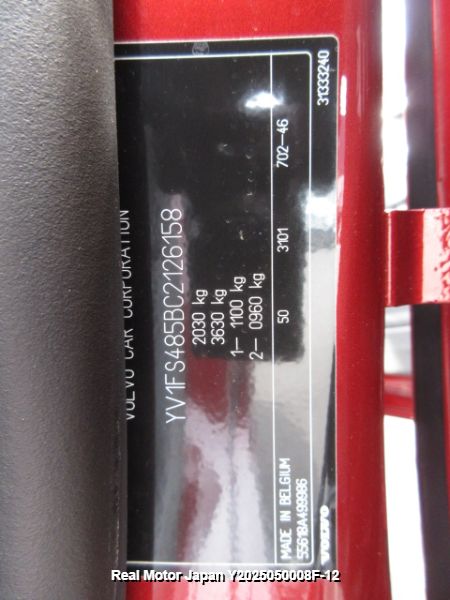 VOLVO CAR CORPORATION
YV1FS485BC2126158
2030 kg
3630 kg
1– 1100 kg
2– 0960 kg
50 3101 702–46
MADE IN BELGIUM
55618A499986
VOLVO 31333240
Real Motor Japan Y2025050008F-12